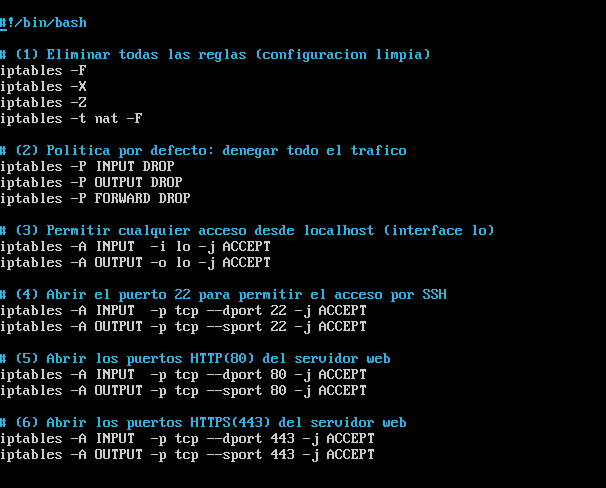 #!/bin/bash
# (1) Eliminar todas las reglas (configuracion limpia)
iptables -F
iptables -X
iptables -Z
iptables -t nat -F
# (2) Politica por defecto: denegar todo el trafico
iptables -P INPUT DROP
iptables -P OUTPUT DROP
iptables -P FORWARD DROP
# (3) Permitir cualquier acceso desde localhost (interface lo)
iptables -A INPUT  -i lo -j ACCEPT
iptables -A OUTPUT -o lo -j ACCEPT
# (4) Abrir el puerto 22 para permitir el acceso por SSH
iptables -A INPUT  -p tcp --dport 22 -j ACCEPT
iptables -A OUTPUT -p tcp --sport 22 -j ACCEPT
# (5) Abrir los puertos HTTP(80) del servidor web
iptables -A INPUT  -p tcp --dport 80 -j ACCEPT
iptables -A OUTPUT -p tcp --sport 80 -j ACCEPT
# (6) Abrir los puertos HTTPS(443) del servidor web
iptables -A INPUT  -p tcp --dport 443 -j ACCEPT
iptables -A OUTPUT -p tcp --sport 443 -j ACCEPT